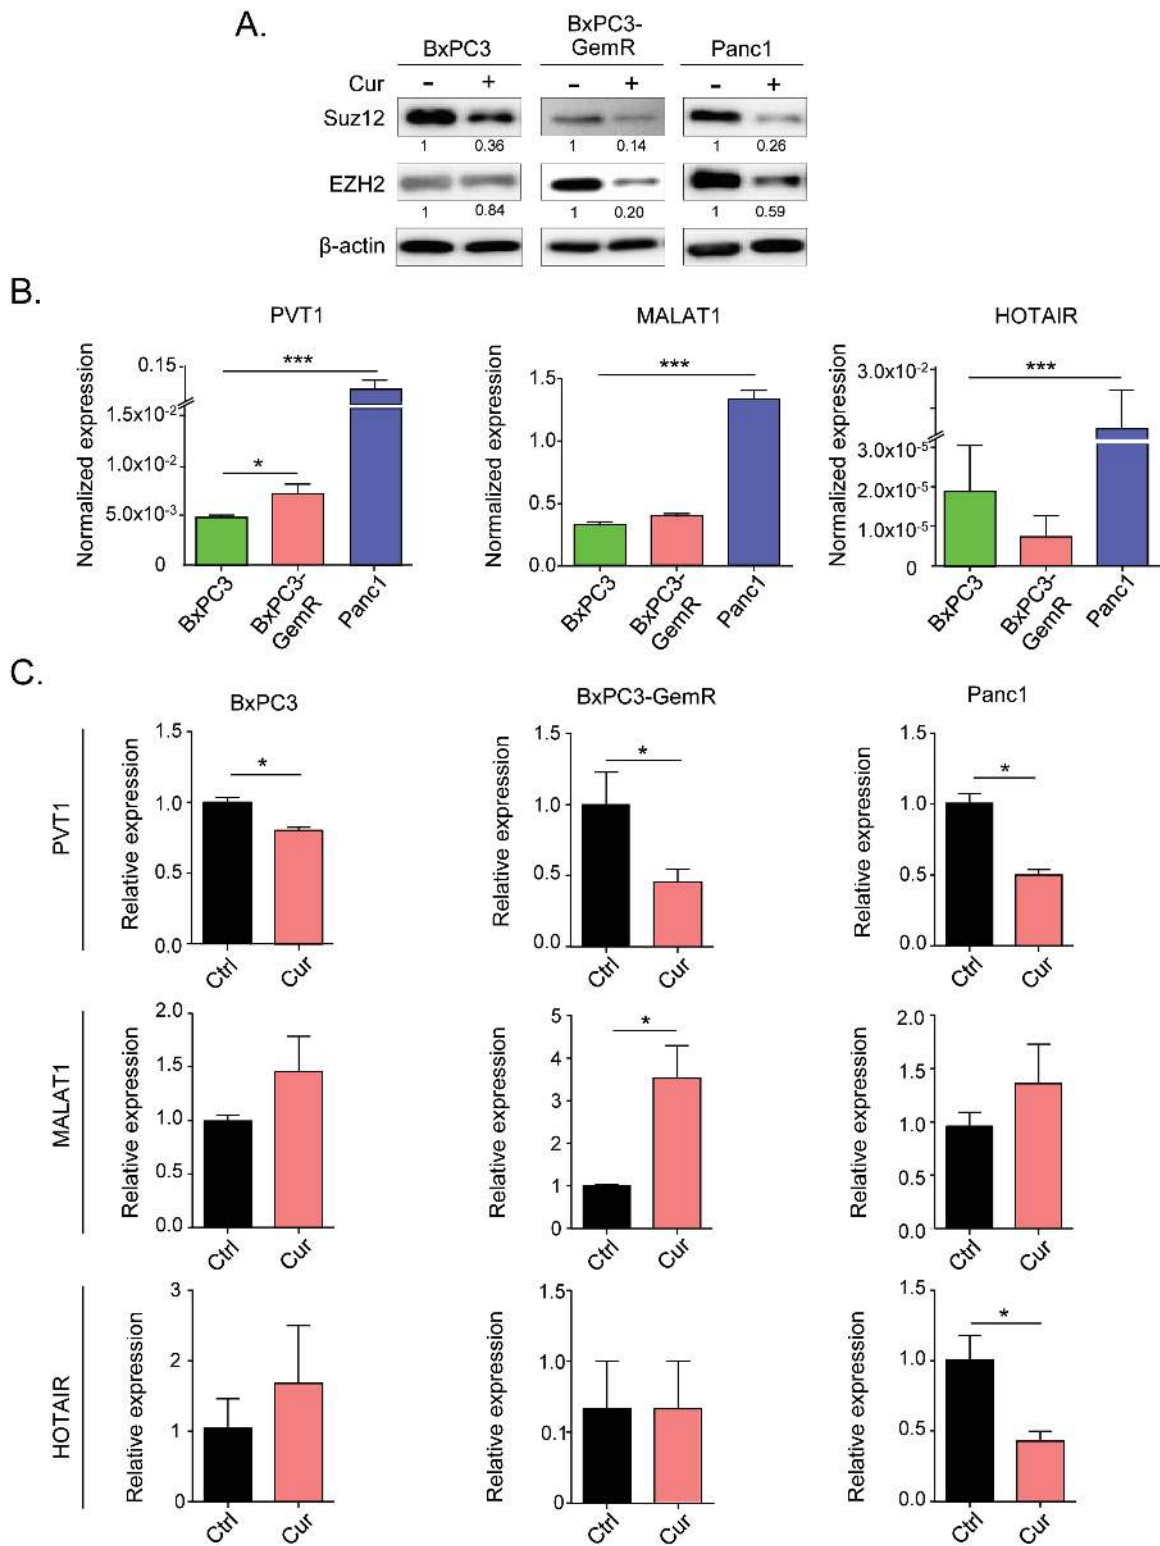 A.
BxPC3 BxPC3- Panc1
GemR
Cur - + - + - +
Suz12
1 0.36 1 0.14 1 0.26
EZH2
1 0.84 1 0.20 1 0.59
β-actin
B.
PVT1
Normalized expression
0.15
1.5x10⁻²
1.0x10⁻²
5.0x10⁻³
0
***
*
BxPC3
BxPC3-
GemR
Panc1
MALAT1
Normalized expression
1.5
1.0
0.5
0.0
***
BxPC3
BxPC3-
GemR
Panc1
HOTAIR
Normalized expression
3.0x10⁻²
3.0x10⁻⁵
2.0x10⁻⁵
1.0x10⁻⁵
0
***
BxPC3
BxPC3-
GemR
Panc1
C.
BxPC3 BxPC3-GemR Panc1
PVT1
Relative expression
1.5
1.0
0.5
0.0
*
Ctrl Cur
Relative expression
1.5
1.0
0.5
0.0
*
Ctrl Cur
Relative expression
1.5
1.0
0.5
0.0
*
Ctrl Cur
MALAT1
Relative expression
2.0
1.5
1.0
0.5
0.0
Ctrl Cur
Relative expression
5
4
3
2
1
0
*
Ctrl Cur
Relative expression
2.0
1.5
1.0
0.5
0.0
Ctrl Cur
HOTAIR
Relative expression
3
2
1
0
Ctrl Cur
Relative expression
1.5
1.0
0.1
0
Ctrl Cur
Relative expression
1.5
1.0
0.5
0.0
*
Ctrl Cur